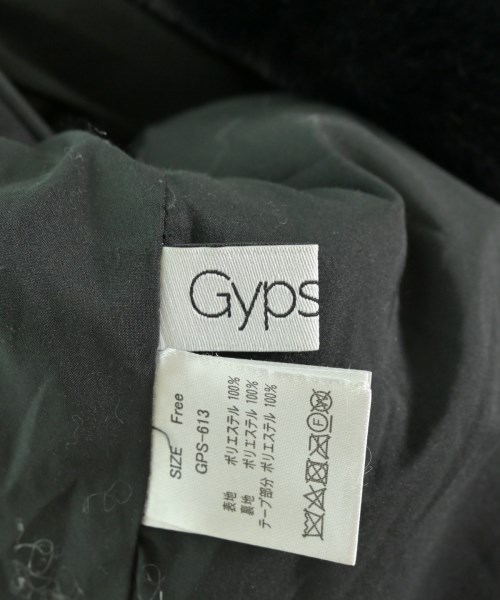 Gyps
SIZE Free
GPS-613
表地 ポリエステル 100%
裏地 ポリエステル 100%
テープ部分 ポリエステル 100%